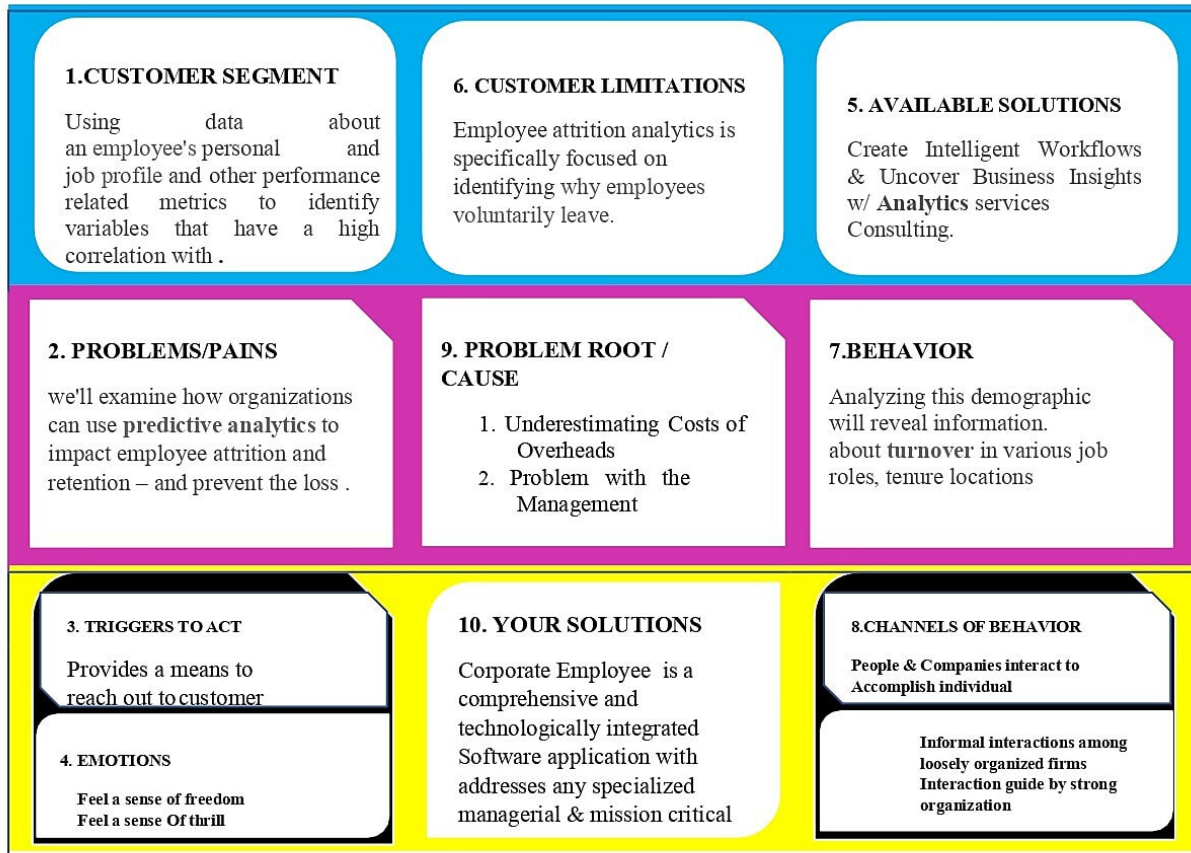 1.CUSTOMER SEGMENT
Using data about
an employee's personal and
job profile and other performance
related metrics to identify
variables that have a high
correlation with .
6. CUSTOMER LIMITATIONS
Employee attrition analytics is
specifically focused on
identifying why employees
voluntarily leave.
5. AVAILABLE SOLUTIONS
Create Intelligent Workflows
& Uncover Business Insights
w/ Analytics services
Consulting.
2. PROBLEMS/PAINS
we'll examine how organizations
can use predictive analytics to
impact employee attrition and
retention – and prevent the loss .
9. PROBLEM ROOT /
CAUSE
1. Underestimating Costs of
Overheads
2. Problem with the
Management
7.BEHAVIOR
Analyzing this demographic
will reveal information.
about turnover in various job
roles, tenure locations
3. TRIGGERS TO ACT
Provides a means to
reach out to customer
4. EMOTIONS
Feel a sense of freedom
Feel a sense Of thrill
10. YOUR SOLUTIONS
Corporate Employee is a
comprehensive and
technologically integrated
Software application with
addresses any specialized
managerial & mission critical
8.CHANNELS OF BEHAVIOR
People & Companies interact to
Accomplish individual
Informal interactions among
loosely organized firms
Interaction guide by strong
organization